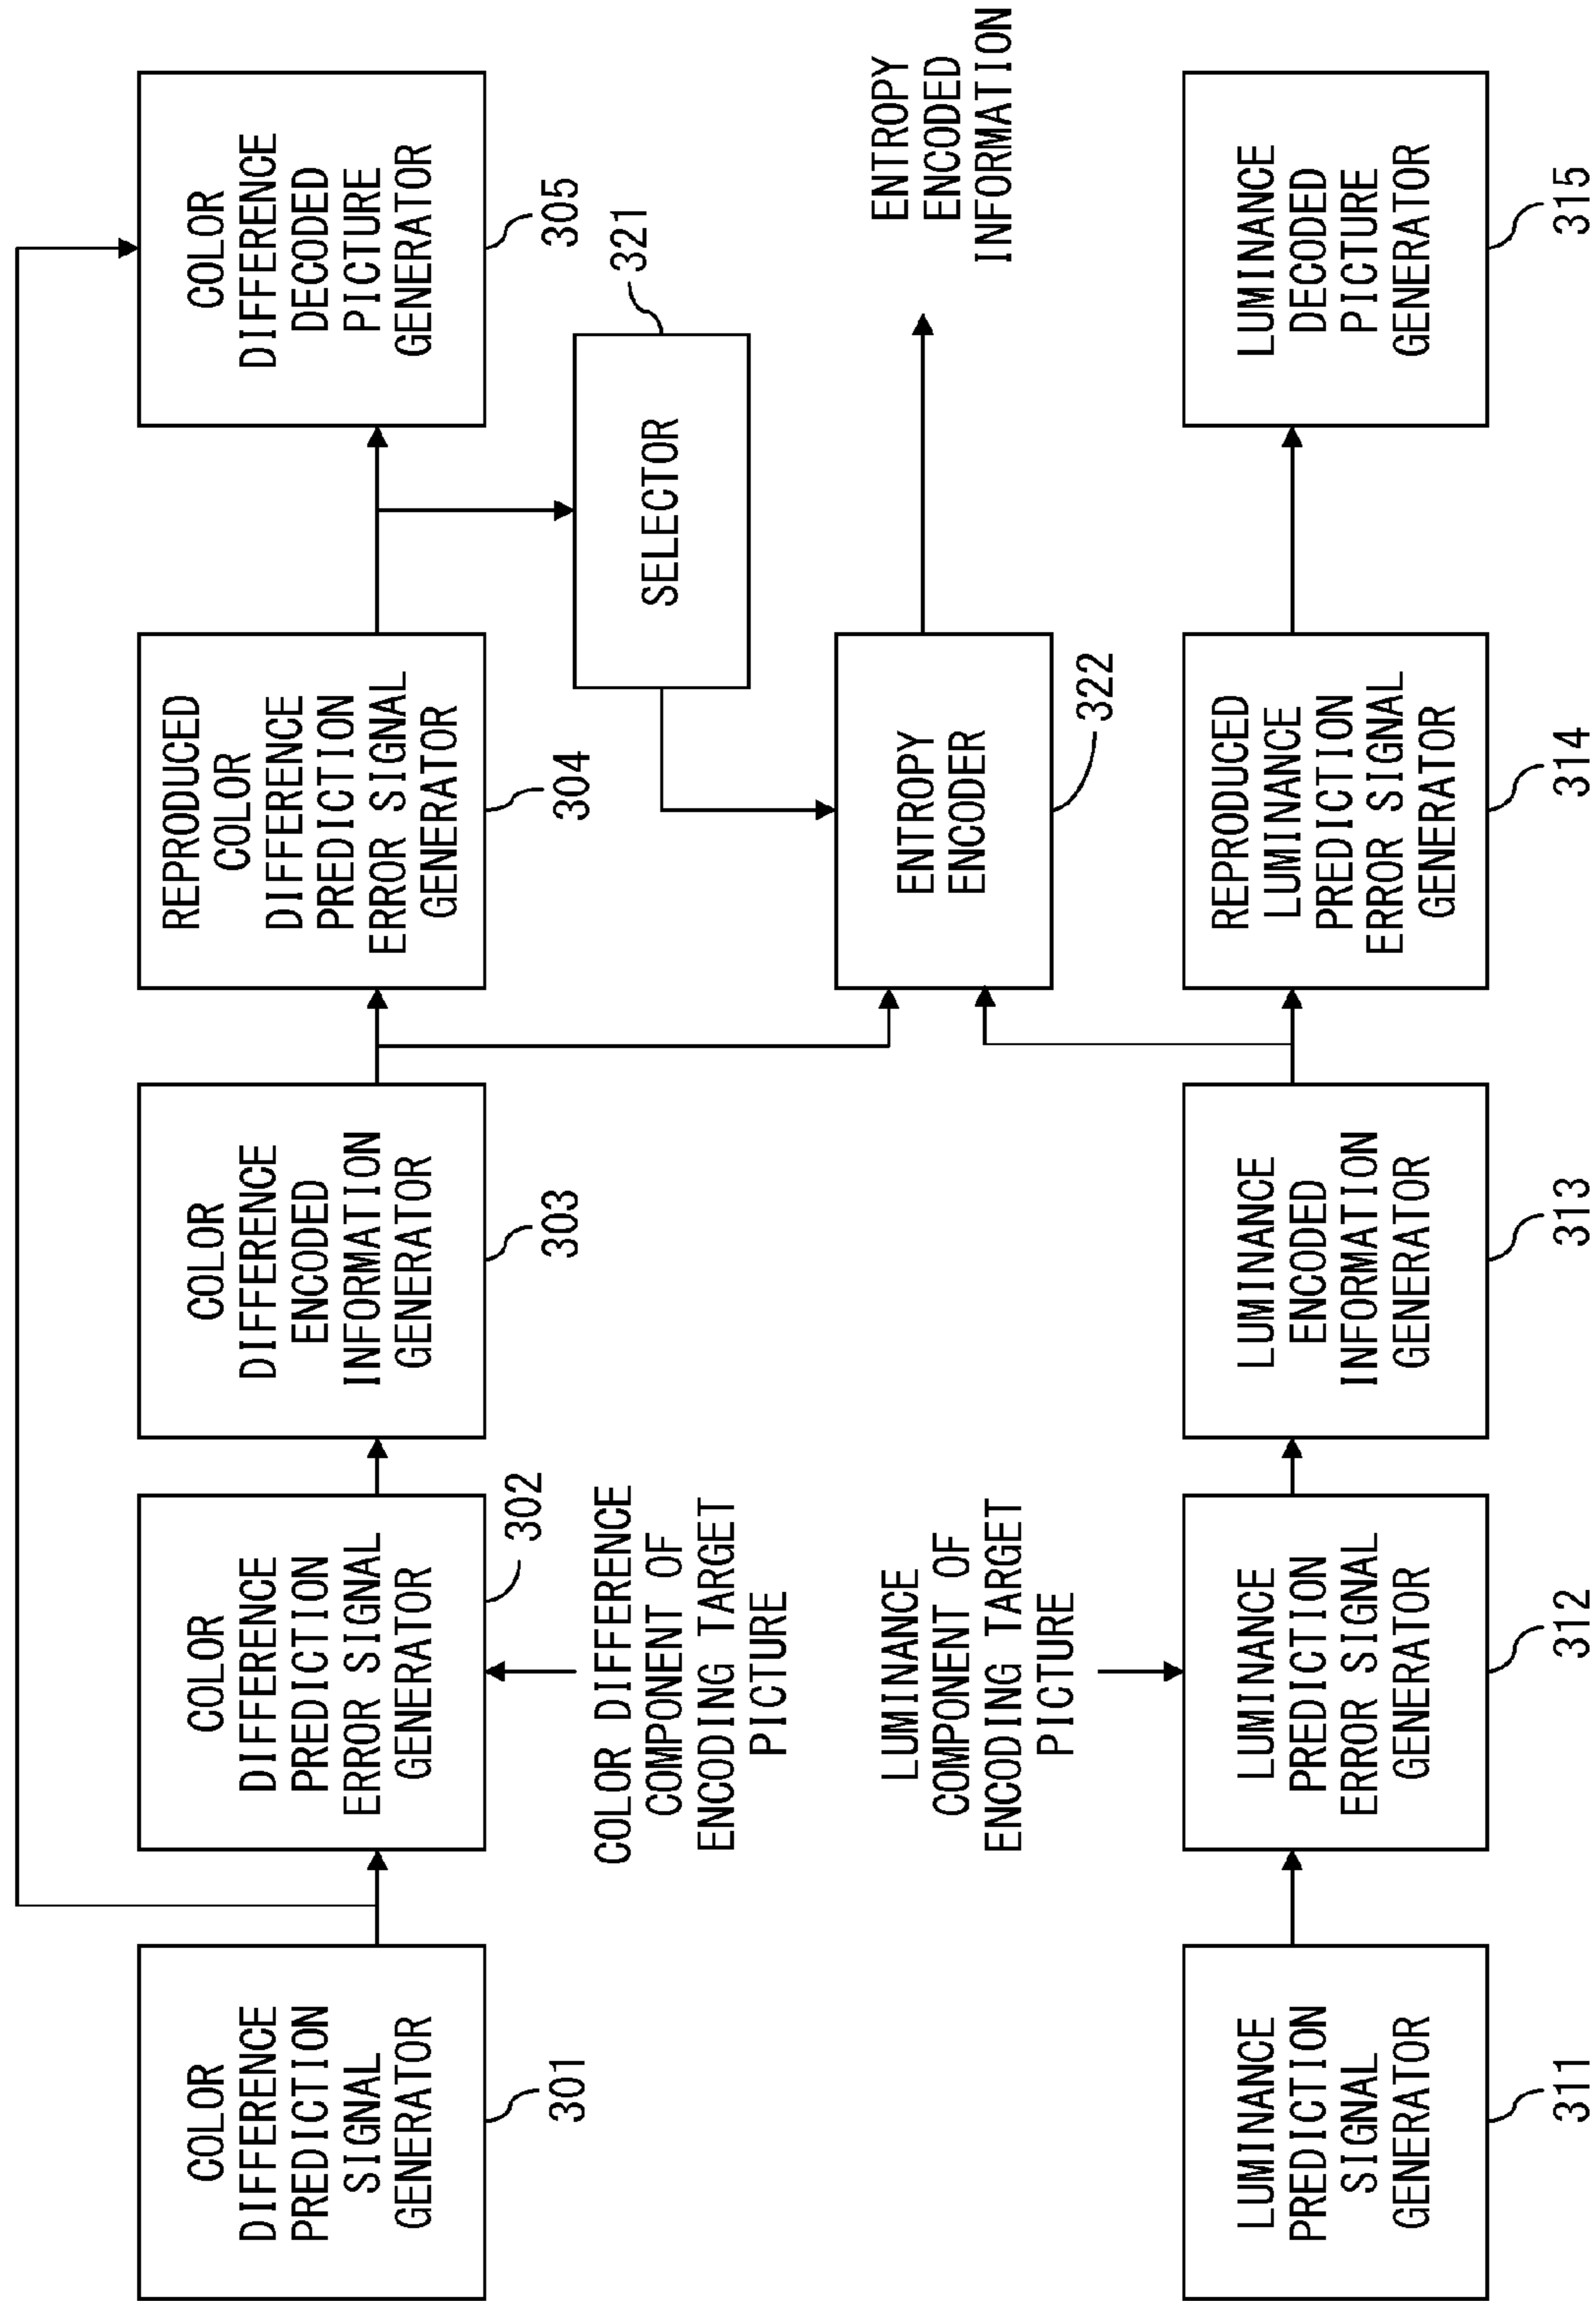 COLOR
DIFFERENCE
PREDICTION
SIGNAL
GENERATOR
301
COLOR
DIFFERENCE
PREDICTION
ERROR SIGNAL
GENERATOR
302
COLOR DIFFERENCE
COMPONENT OF
ENCODING TARGET
PICTURE
COLOR
DIFFERENCE
ENCODED
INFORMATION
GENERATOR
303
REPRODUCED
COLOR
DIFFERENCE
PREDICTION
ERROR SIGNAL
GENERATOR
304
COLOR
DIFFERENCE
DECODED
PICTURE
GENERATOR
305
SELECTOR
321
ENTROPY
ENCODER
322
ENTROPY
ENCODED
INFORMATION
LUMINANCE
PREDICTION
SIGNAL
GENERATOR
311
LUMINANCE
COMPONENT OF
ENCODING TARGET
PICTURE
LUMINANCE
PREDICTION
ERROR SIGNAL
GENERATOR
312
LUMINANCE
ENCODED
INFORMATION
GENERATOR
313
REPRODUCED
LUMINANCE
PREDICTION
ERROR SIGNAL
GENERATOR
314
LUMINANCE
DECODED
PICTURE
GENERATOR
315